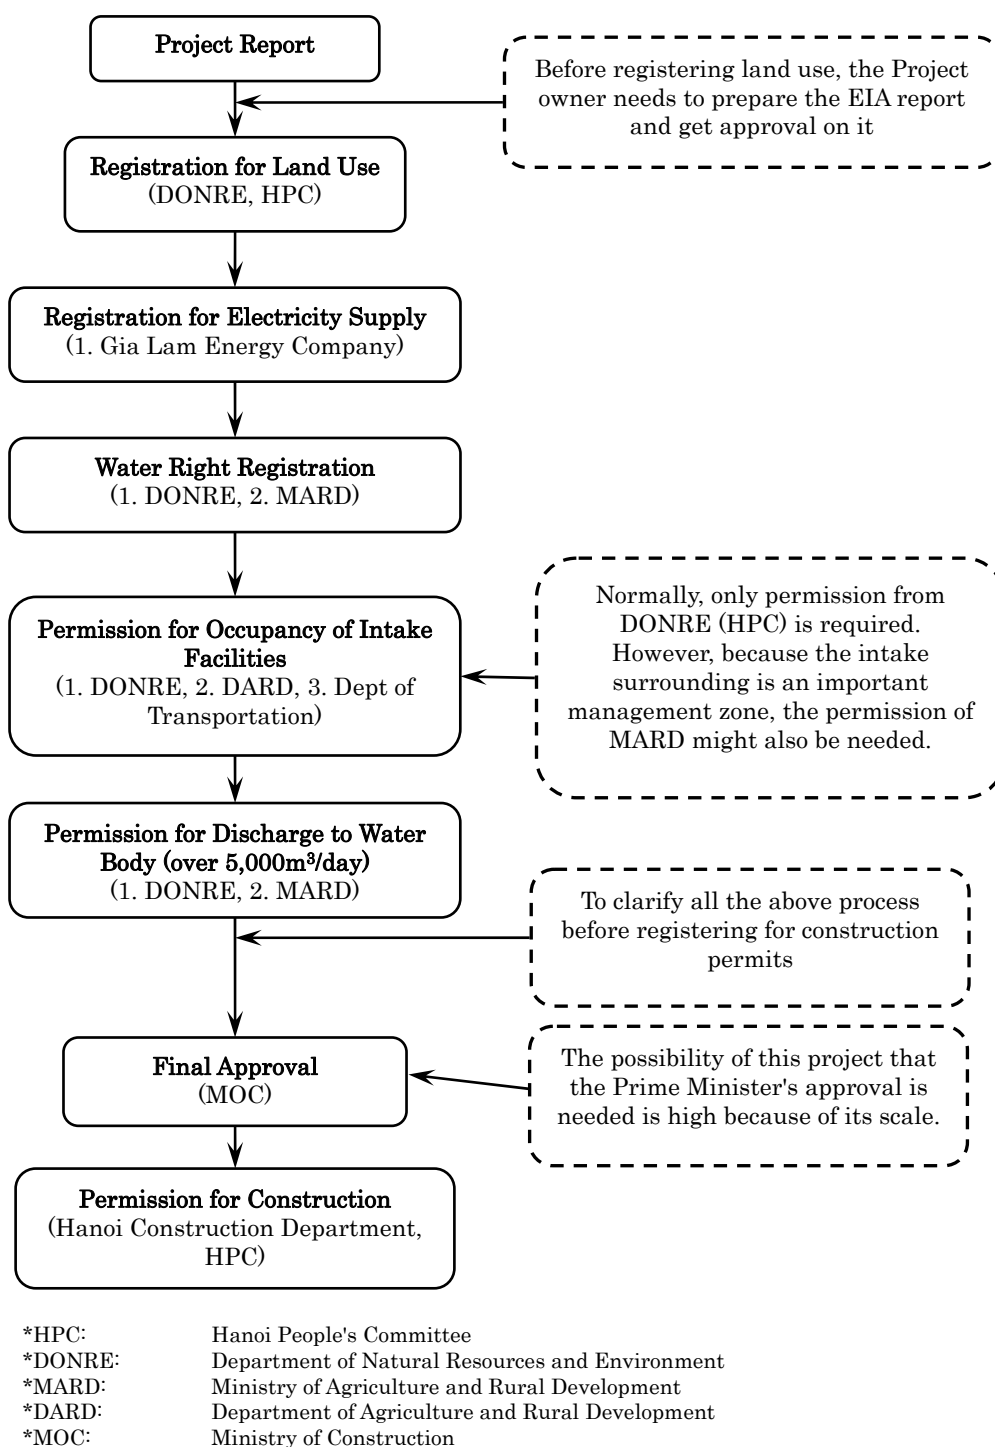 Project Report
Before registering land use, the Project
owner needs to prepare the EIA report
and get approval on it
Registration for Land Use
(DONRE, HPC)
Registration for Electricity Supply
(1. Gia Lam Energy Company)
Water Right Registration
(1. DONRE, 2. MARD)
Permission for Occupancy of Intake
Facilities
(1. DONRE, 2. DARD, 3. Dept of
Transportation)
Normally, only permission from
DONRE (HPC) is required.
However, because the intake
surrounding is an important
management zone, the permission of
MARD might also be needed.
Permission for Discharge to Water
Body (over 5,000m³/day)
(1. DONRE, 2. MARD)
To clarify all the above process
before registering for construction
permits
Final Approval
(MOC)
The possibility of this project that
the Prime Minister's approval is
needed is high because of its scale.
Permission for Construction
(Hanoi Construction Department,
HPC)
*HPC: Hanoi People's Committee
*DONRE: Department of Natural Resources and Environment
*MARD: Ministry of Agriculture and Rural Development
*DARD: Department of Agriculture and Rural Development
*MOC: Ministry of Construction